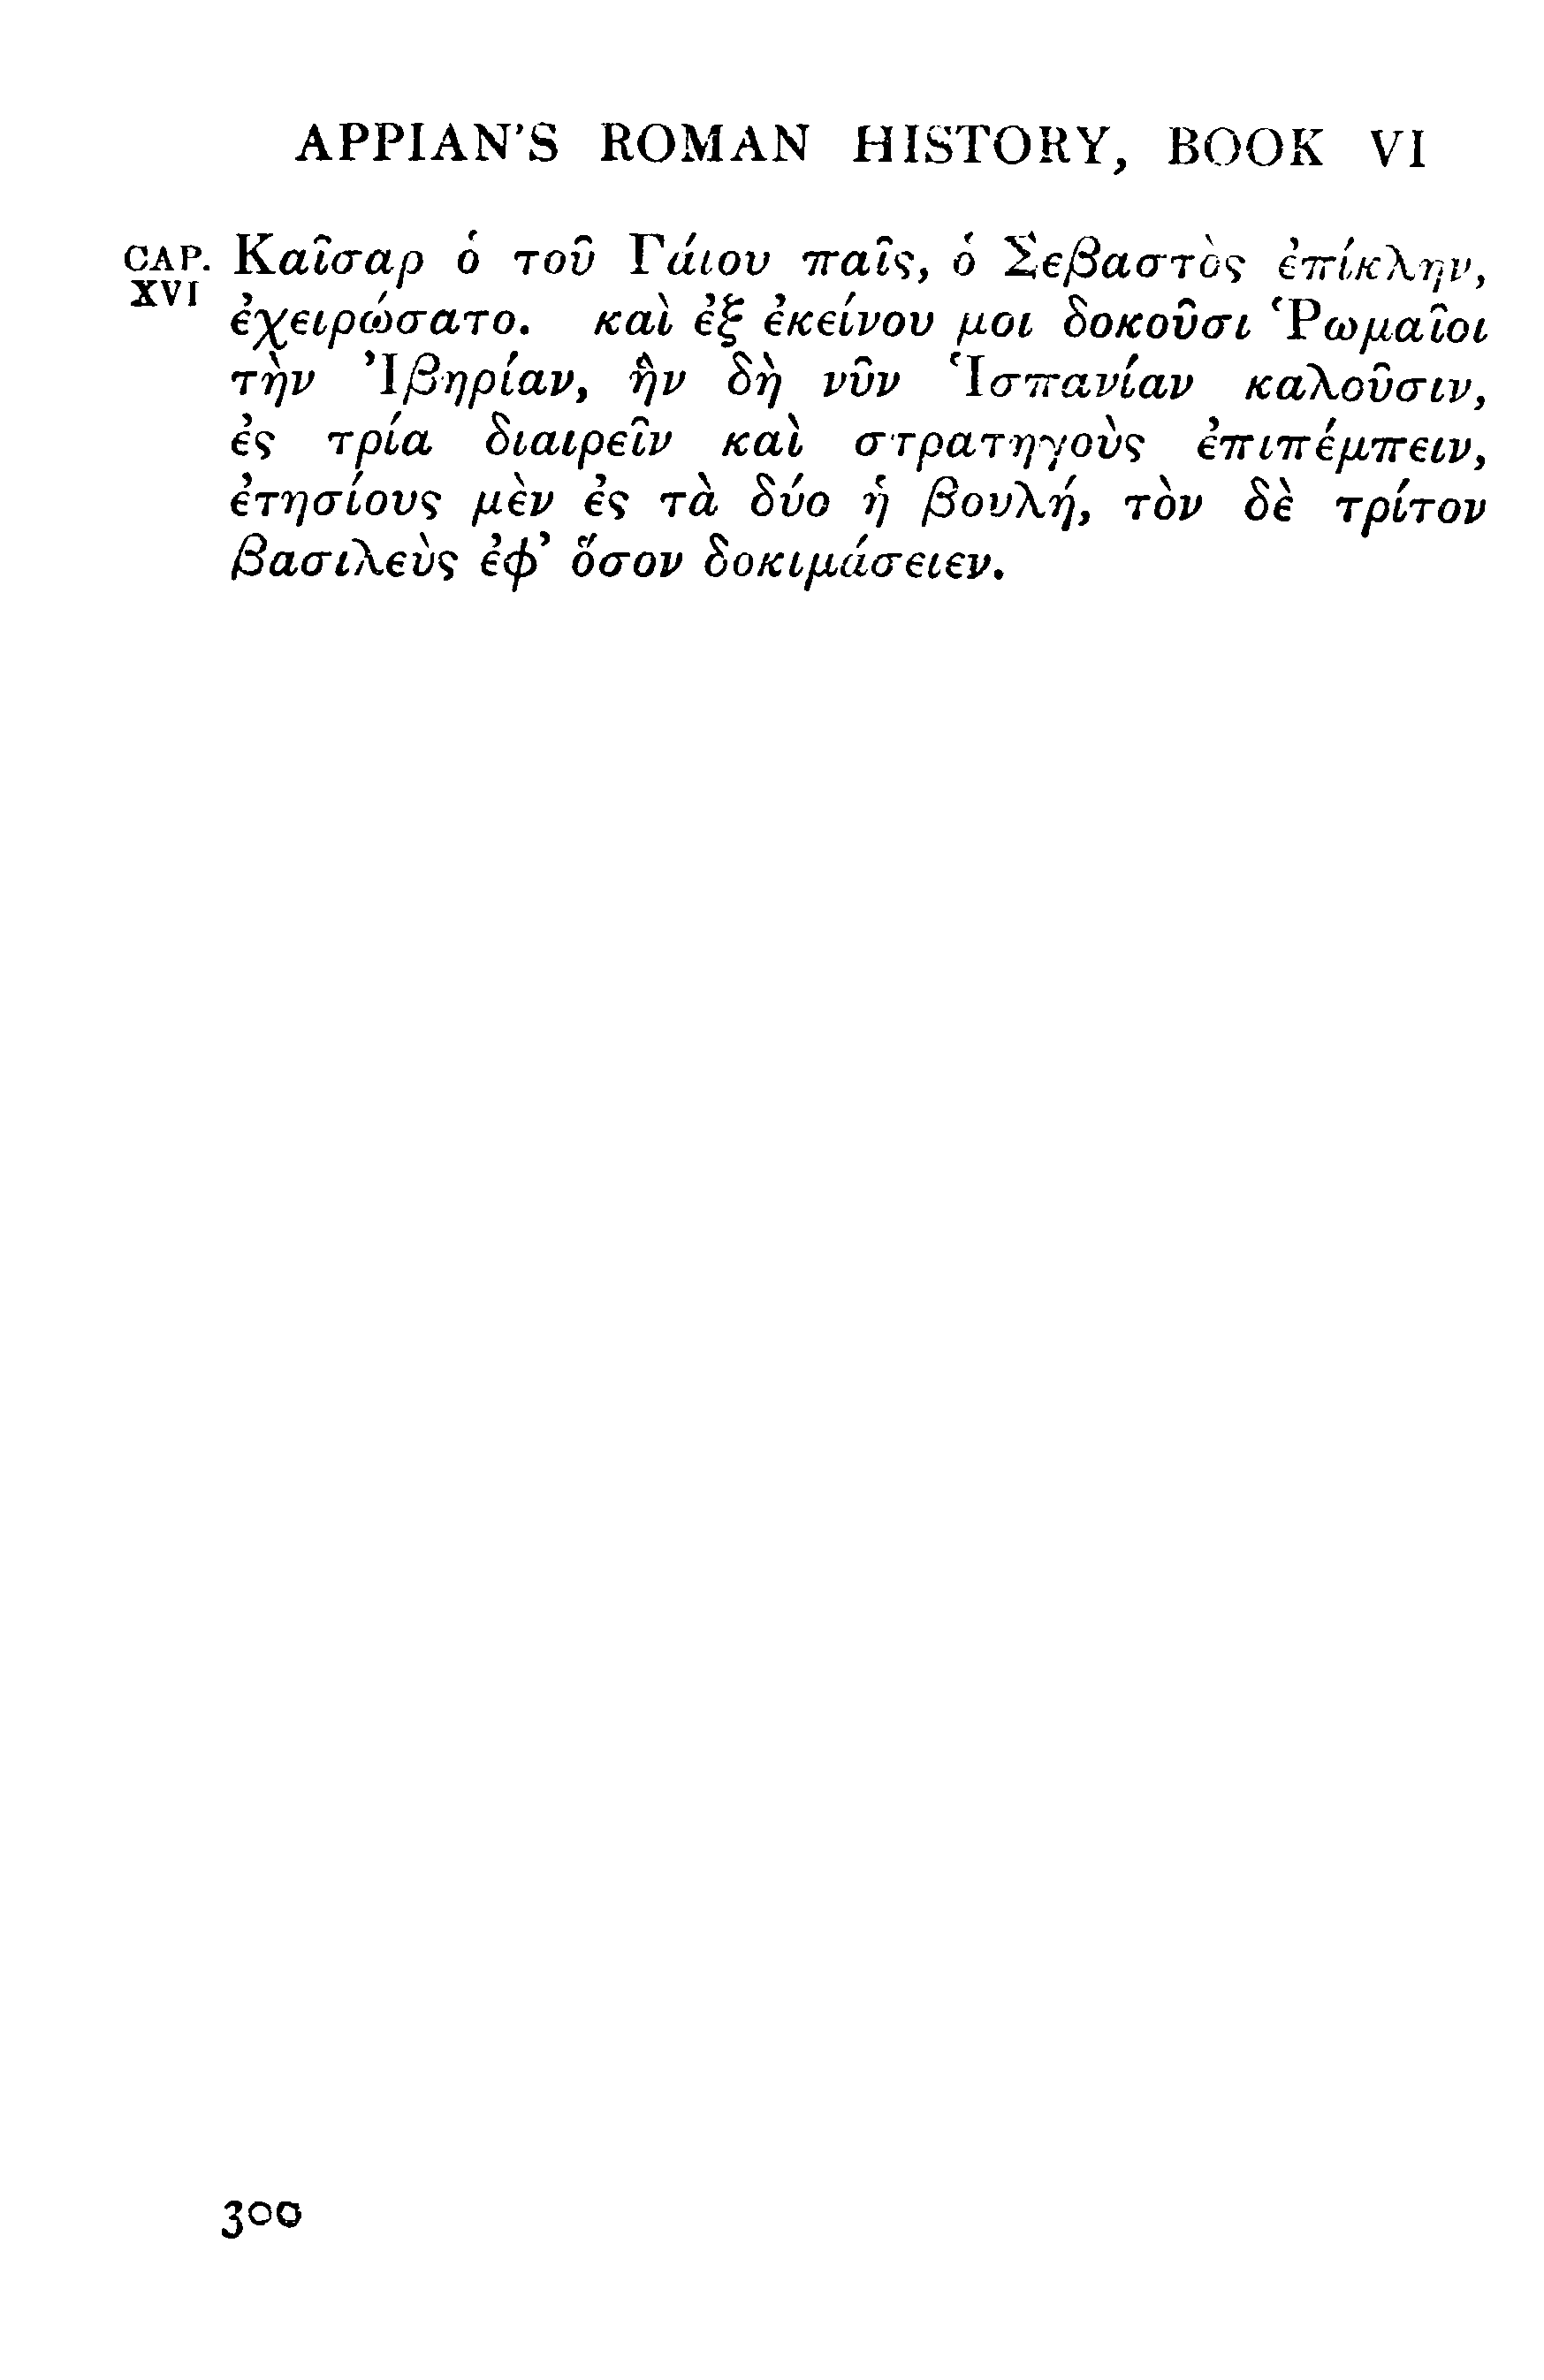 APPIAN'S ROMAN HISTORY, BOOK VI
CAP. XVI
Καῖσαρ ὁ τοῦ Γάιου παῖς, ὁ Σεβαστὸς ἐπίκλην,
ἐχειρώσατο. καὶ ἐξ ἐκείνου μοι δοκοῦσι Ῥωμαῖοι
τὴν Ἰβηρίαν, ἣν δὴ νῦν Ἱσπανίαν καλοῦσιν,
ἐς τρία διαιρεῖν καὶ στρατηγοὺς ἐπιπέμπειν,
ἐτησίους μὲν ἐς τὰ δύο ἡ βουλή, τὸν δὲ τρίτον
βασιλεὺς ἐφ' ὅσον δοκιμάσειεν.
300